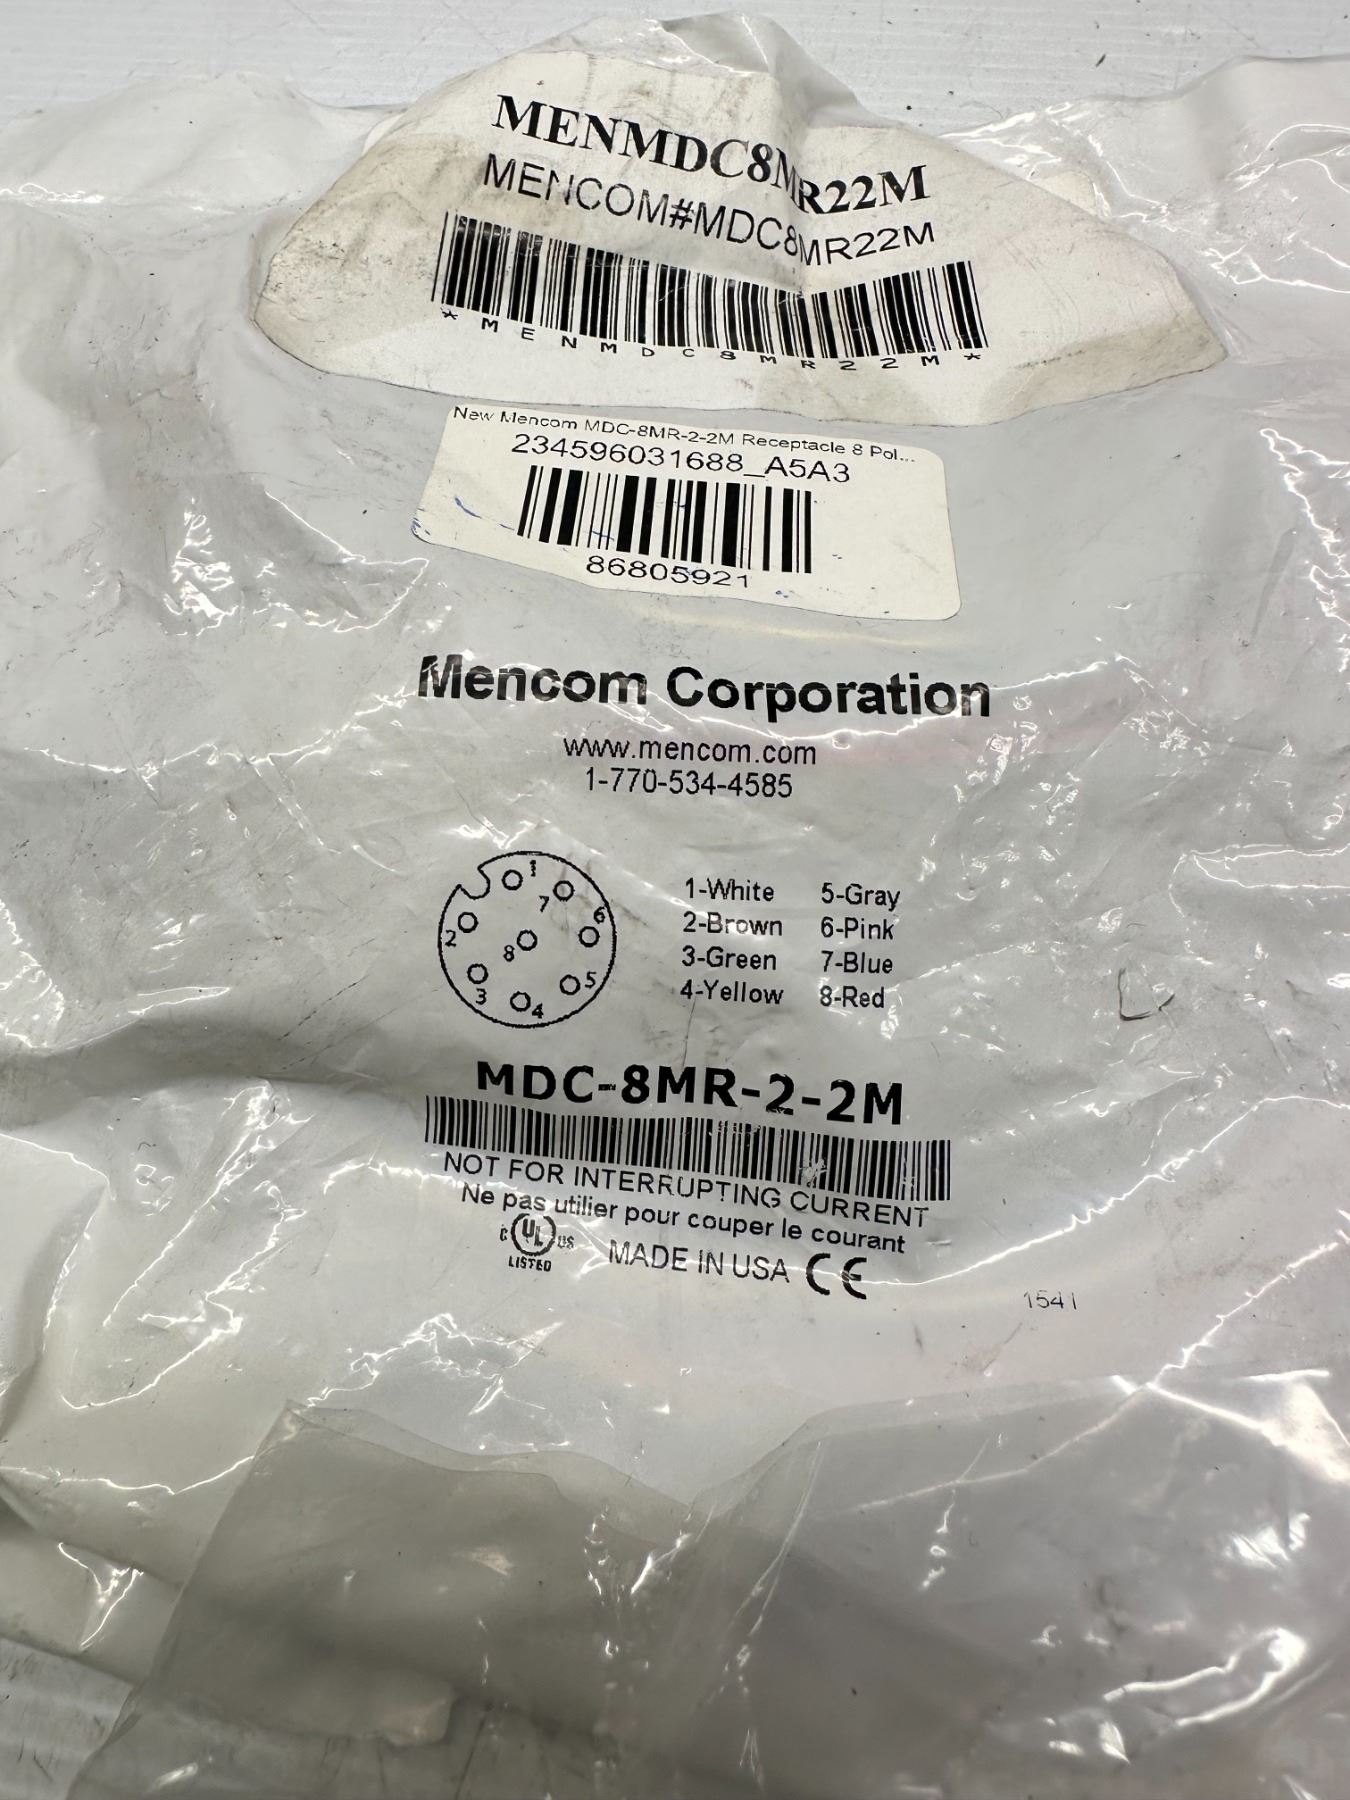 MENMDC8MR22M
MENCOM#MDC8MR22M
*MENMDC8MR22M*
New Mencom MDC-8MR-2-2M Receptacle 8 Pol...
234596031688_A5A3
86805921
Mencom Corporation
www.mencom.com
1-770-534-4585
1 7 6 2 8 5 3 4
1-White 5-Gray
2-Brown 6-Pink
3-Green 7-Blue
4-Yellow 8-Red
MDC-8MR-2-2M
NOT FOR INTERRUPTING CURRENT
Ne pas utilier pour couper le courant
C UL US
LISTED
MADE IN USA CE
1541